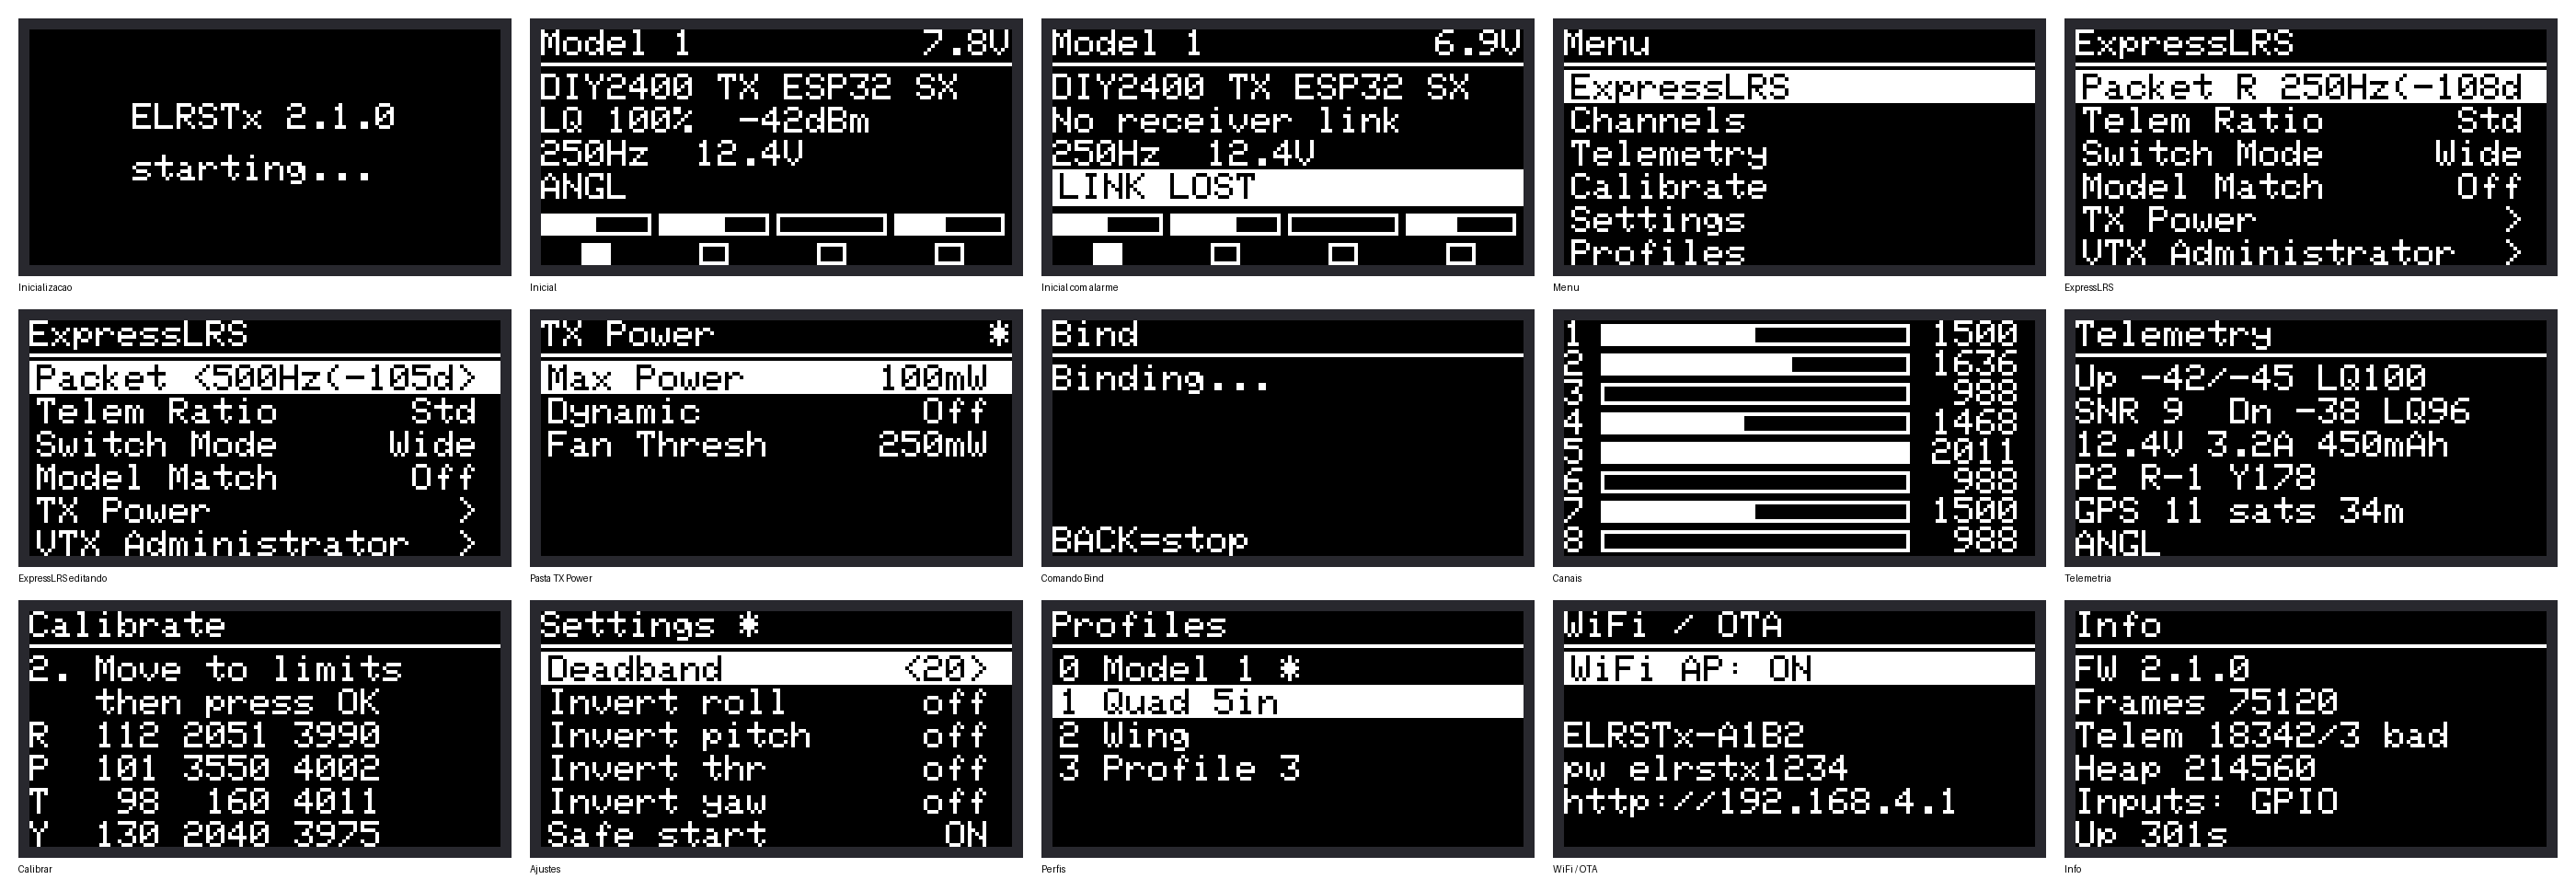 ELRSTx 2.1.0
starting...
Inicializacao
Model 1 7.8V
DIY2400 TX ESP32 SX
LQ 100% -42dBm
250Hz 12.4V
ANGL
Inicial
Model 1 6.9V
DIY2400 TX ESP32 SX
No receiver link
250Hz 12.4V
LINK LOST
Inicial com alarme
Menu
ExpressLRS
Channels
Telemetry
Calibrate
Settings
Profiles
Menu
ExpressLRS
Packet R 250Hz(-108d
Telem Ratio Std
Switch Mode Wide
Model Match Off
TX Power >
VTX Administrator >
ExpressLRS
ExpressLRS
Packet <500Hz(-105d>
Telem Ratio Std
Switch Mode Wide
Model Match Off
TX Power >
VTX Administrator >
ExpressLRS editando
TX Power *
Max Power 100mW
Dynamic Off
Fan Thresh 250mW
Pasta TX Power
Bind
Binding...
BACK=stop
Comando Bind
1 1500
2 1636
3 988
4 1468
5 2011
6 988
7 1500
8 988
Canais
Telemetry
Up -42/-45 LQ100
SNR 9 Dn -38 LQ96
12.4V 3.2A 450mAh
P2 R-1 Y178
GPS 11 sats 34m
ANGL
Telemetria
Calibrate
2. Move to limits
then press OK
R 112 2051 3990
P 101 3550 4002
T 98 160 4011
Y 130 2040 3975
Calibrar
Settings *
Deadband <20>
Invert roll off
Invert pitch off
Invert thr off
Invert yaw off
Safe start ON
Ajustes
Profiles
0 Model 1 *
1 Quad 5in
2 Wing
3 Profile 3
Perfis
WiFi / OTA
WiFi AP: ON
ELRSTx-A1B2
pw elrstx1234
http://192.168.4.1
WiFi / OTA
Info
FW 2.1.0
Frames 75120
Telem 18342/3 bad
Heap 214560
Inputs: GPIO
Up 301s
Info